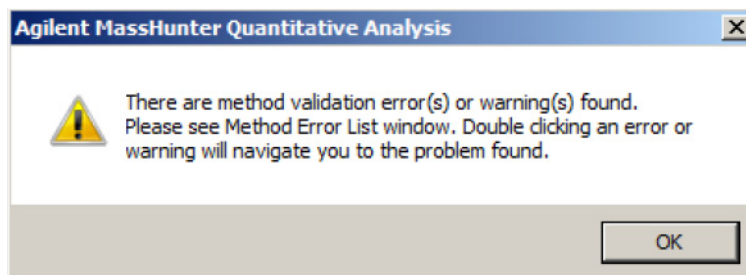 Agilent MassHunter Quantitative Analysis
There are method validation error(s) or warning(s) found.
Please see Method Error List window. Double clicking an error or
warning will navigate you to the problem found.
OK